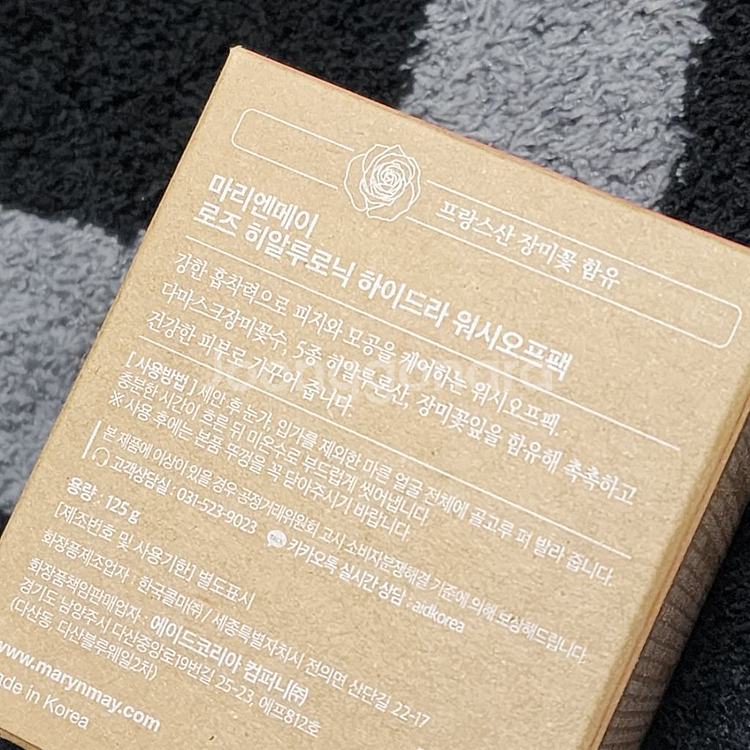 프랑스산 장미꽃 함유
마리엔메이
로즈 히알루로닉 하이드라 워시오프팩
강한 흡착력으로 피지와 모공을 케어하는 워시오프팩.
다마스크장미꽃수, 5종 히알루론산, 장미꽃잎을 함유해 촉촉하고
건강한 피부로 가꾸어 줍니다.
[사용방법] 세안 후 눈가, 입가를 제외한 마른 얼굴 전체에 골고루 펴 발라 줍니다.
충분한 시간이 흐른 뒤 미온수로 부드럽게 씻어냅니다.
※ 사용 후에는 본품 뚜껑을 꼭 닫아주시기 바랍니다.
본 제품에 이상이 있을 경우 공정거래위원회 고시 소비자분쟁해결 기준에 의해 보상해드립니다.
고객상담실 : 031-523-9023 카카오톡 실시간 상담 : aidkorea
용량 : 125 g
[제조번호 및 사용기한] 별도표시
화장품제조업자 : 한국콜마㈜ / 세종특별자치시 전의면 산단길 22-17
화장품책임판매업자 : 에이드코리아 컴퍼니㈜
경기도 남양주시 다산중앙로19번길 25-23, 에프812호
(다산동, 다산블루웨일2차)
www.marynmay.com
Made in Korea